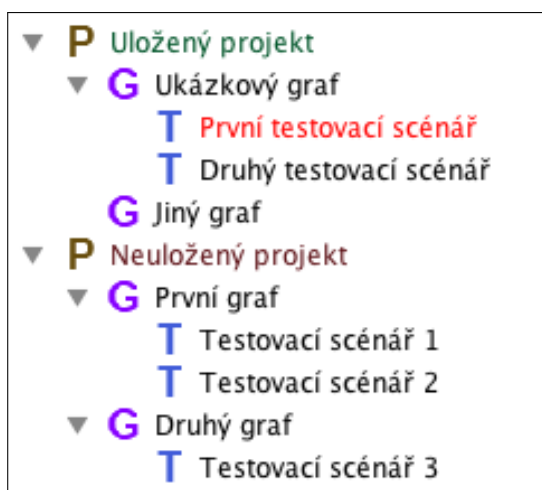 P Uložený projekt
G Ukázkový graf
T První testovací scénář
T Druhý testovací scénář
G Jiný graf
P Neuložený projekt
G První graf
T Testovací scénář 1
T Testovací scénář 2
G Druhý graf
T Testovací scénář 3